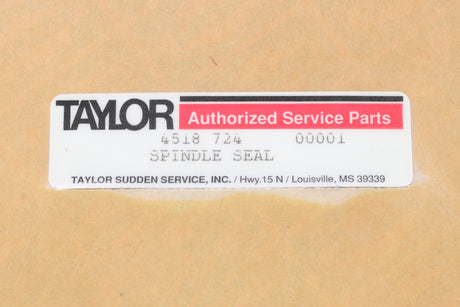 TAYLOR
Authorized Service Parts
4518 724 00001
SPINDLE SEAL
TAYLOR SUDDEN SERVICE, INC. / Hwy.15 N / Louisville, MS 39339